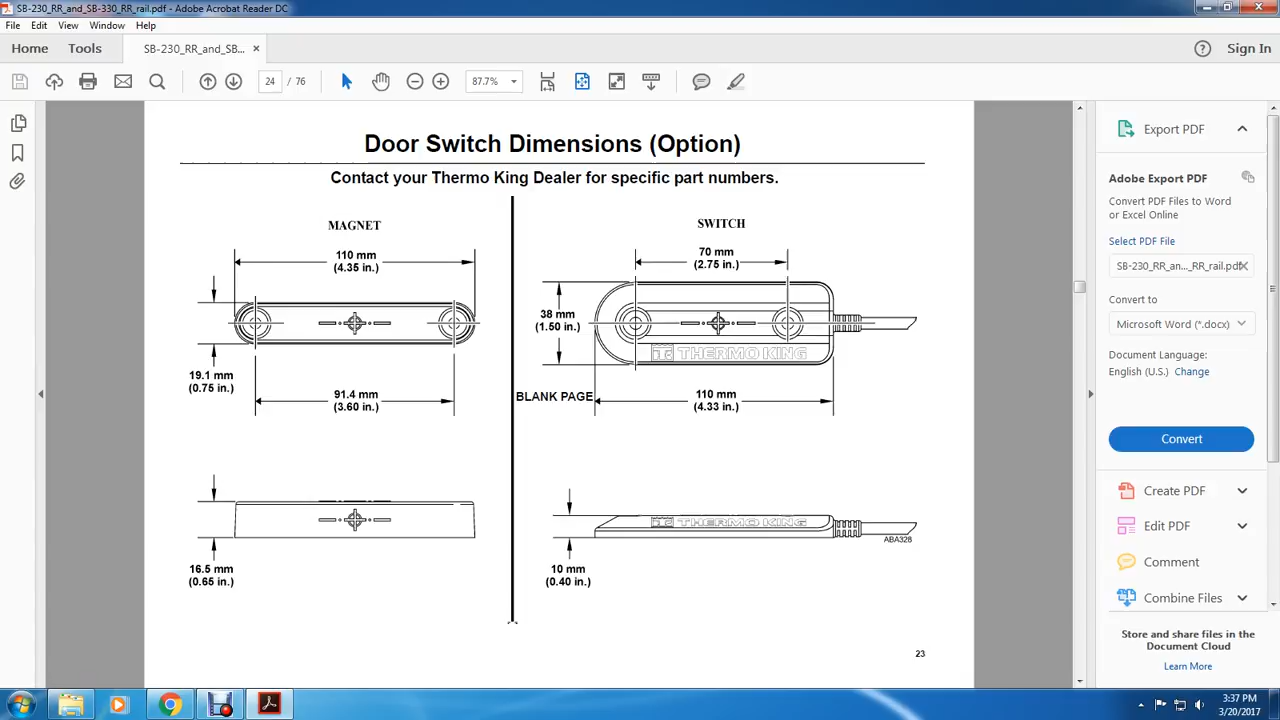 SB-230_RR_and_SB-330_RR_rail.pdf - Adobe Acrobat Reader DC
File Edit View Window Help
Home Tools SB-230_RR_and_SB... × Sign In
24 / 76 87.7%
Door Switch Dimensions (Option)
Contact your Thermo King Dealer for specific part numbers.
MAGNET
110 mm
(4.35 in.)
19.1 mm
(0.75 in.)
91.4 mm
(3.60 in.)
16.5 mm
(0.65 in.)
SWITCH
70 mm
(2.75 in.)
38 mm
(1.50 in.)
THERMO KING
BLANK PAGE
110 mm
(4.33 in.)
THERMO KING
ABA328
10 mm
(0.40 in.)
23
Export PDF
Adobe Export PDF
Convert PDF Files to Word
or Excel Online
Select PDF File
SB-230_RR_an..._RR_rail.pdf
Convert to
Microsoft Word (*.docx)
Document Language:
English (U.S.) Change
Convert
Create PDF
Edit PDF
Comment
Combine Files
Store and share files in the
Document Cloud
Learn More
3:37 PM
3/20/2017